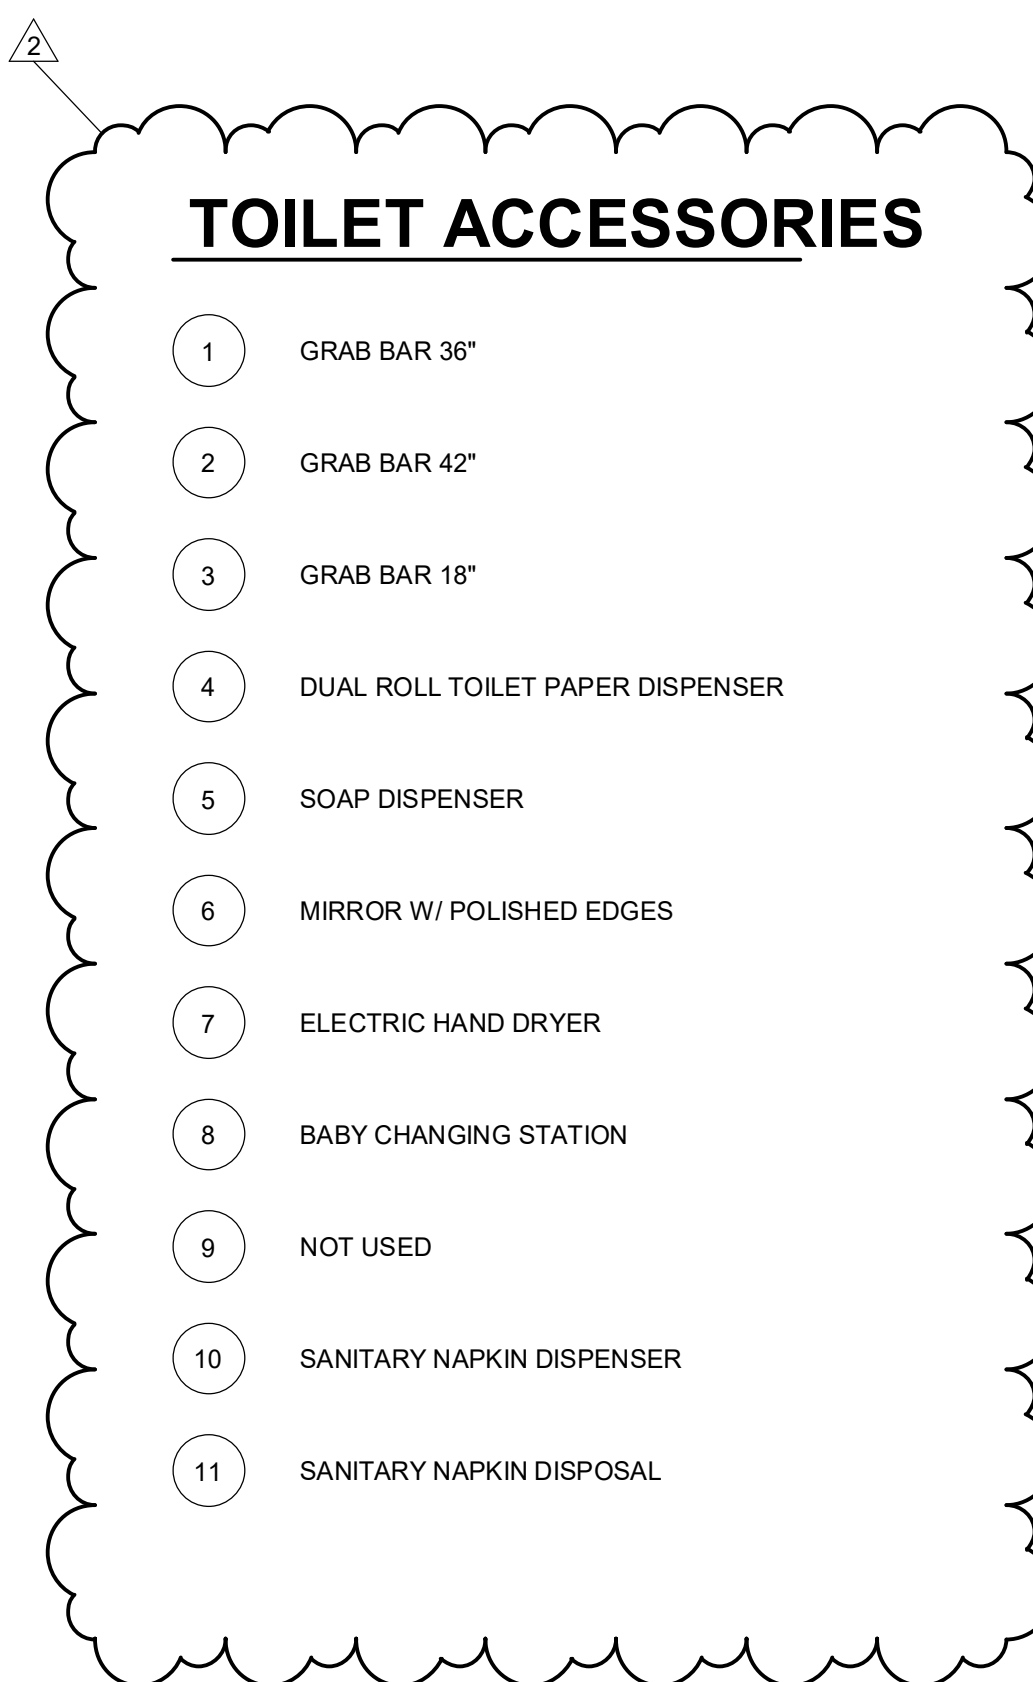 2
TOILET ACCESSORIES
1 GRAB BAR 36"
2 GRAB BAR 42"
3 GRAB BAR 18"
4 DUAL ROLL TOILET PAPER DISPENSER
5 SOAP DISPENSER
6 MIRROR W/ POLISHED EDGES
7 ELECTRIC HAND DRYER
8 BABY CHANGING STATION
9 NOT USED
10 SANITARY NAPKIN DISPENSER
11 SANITARY NAPKIN DISPOSAL